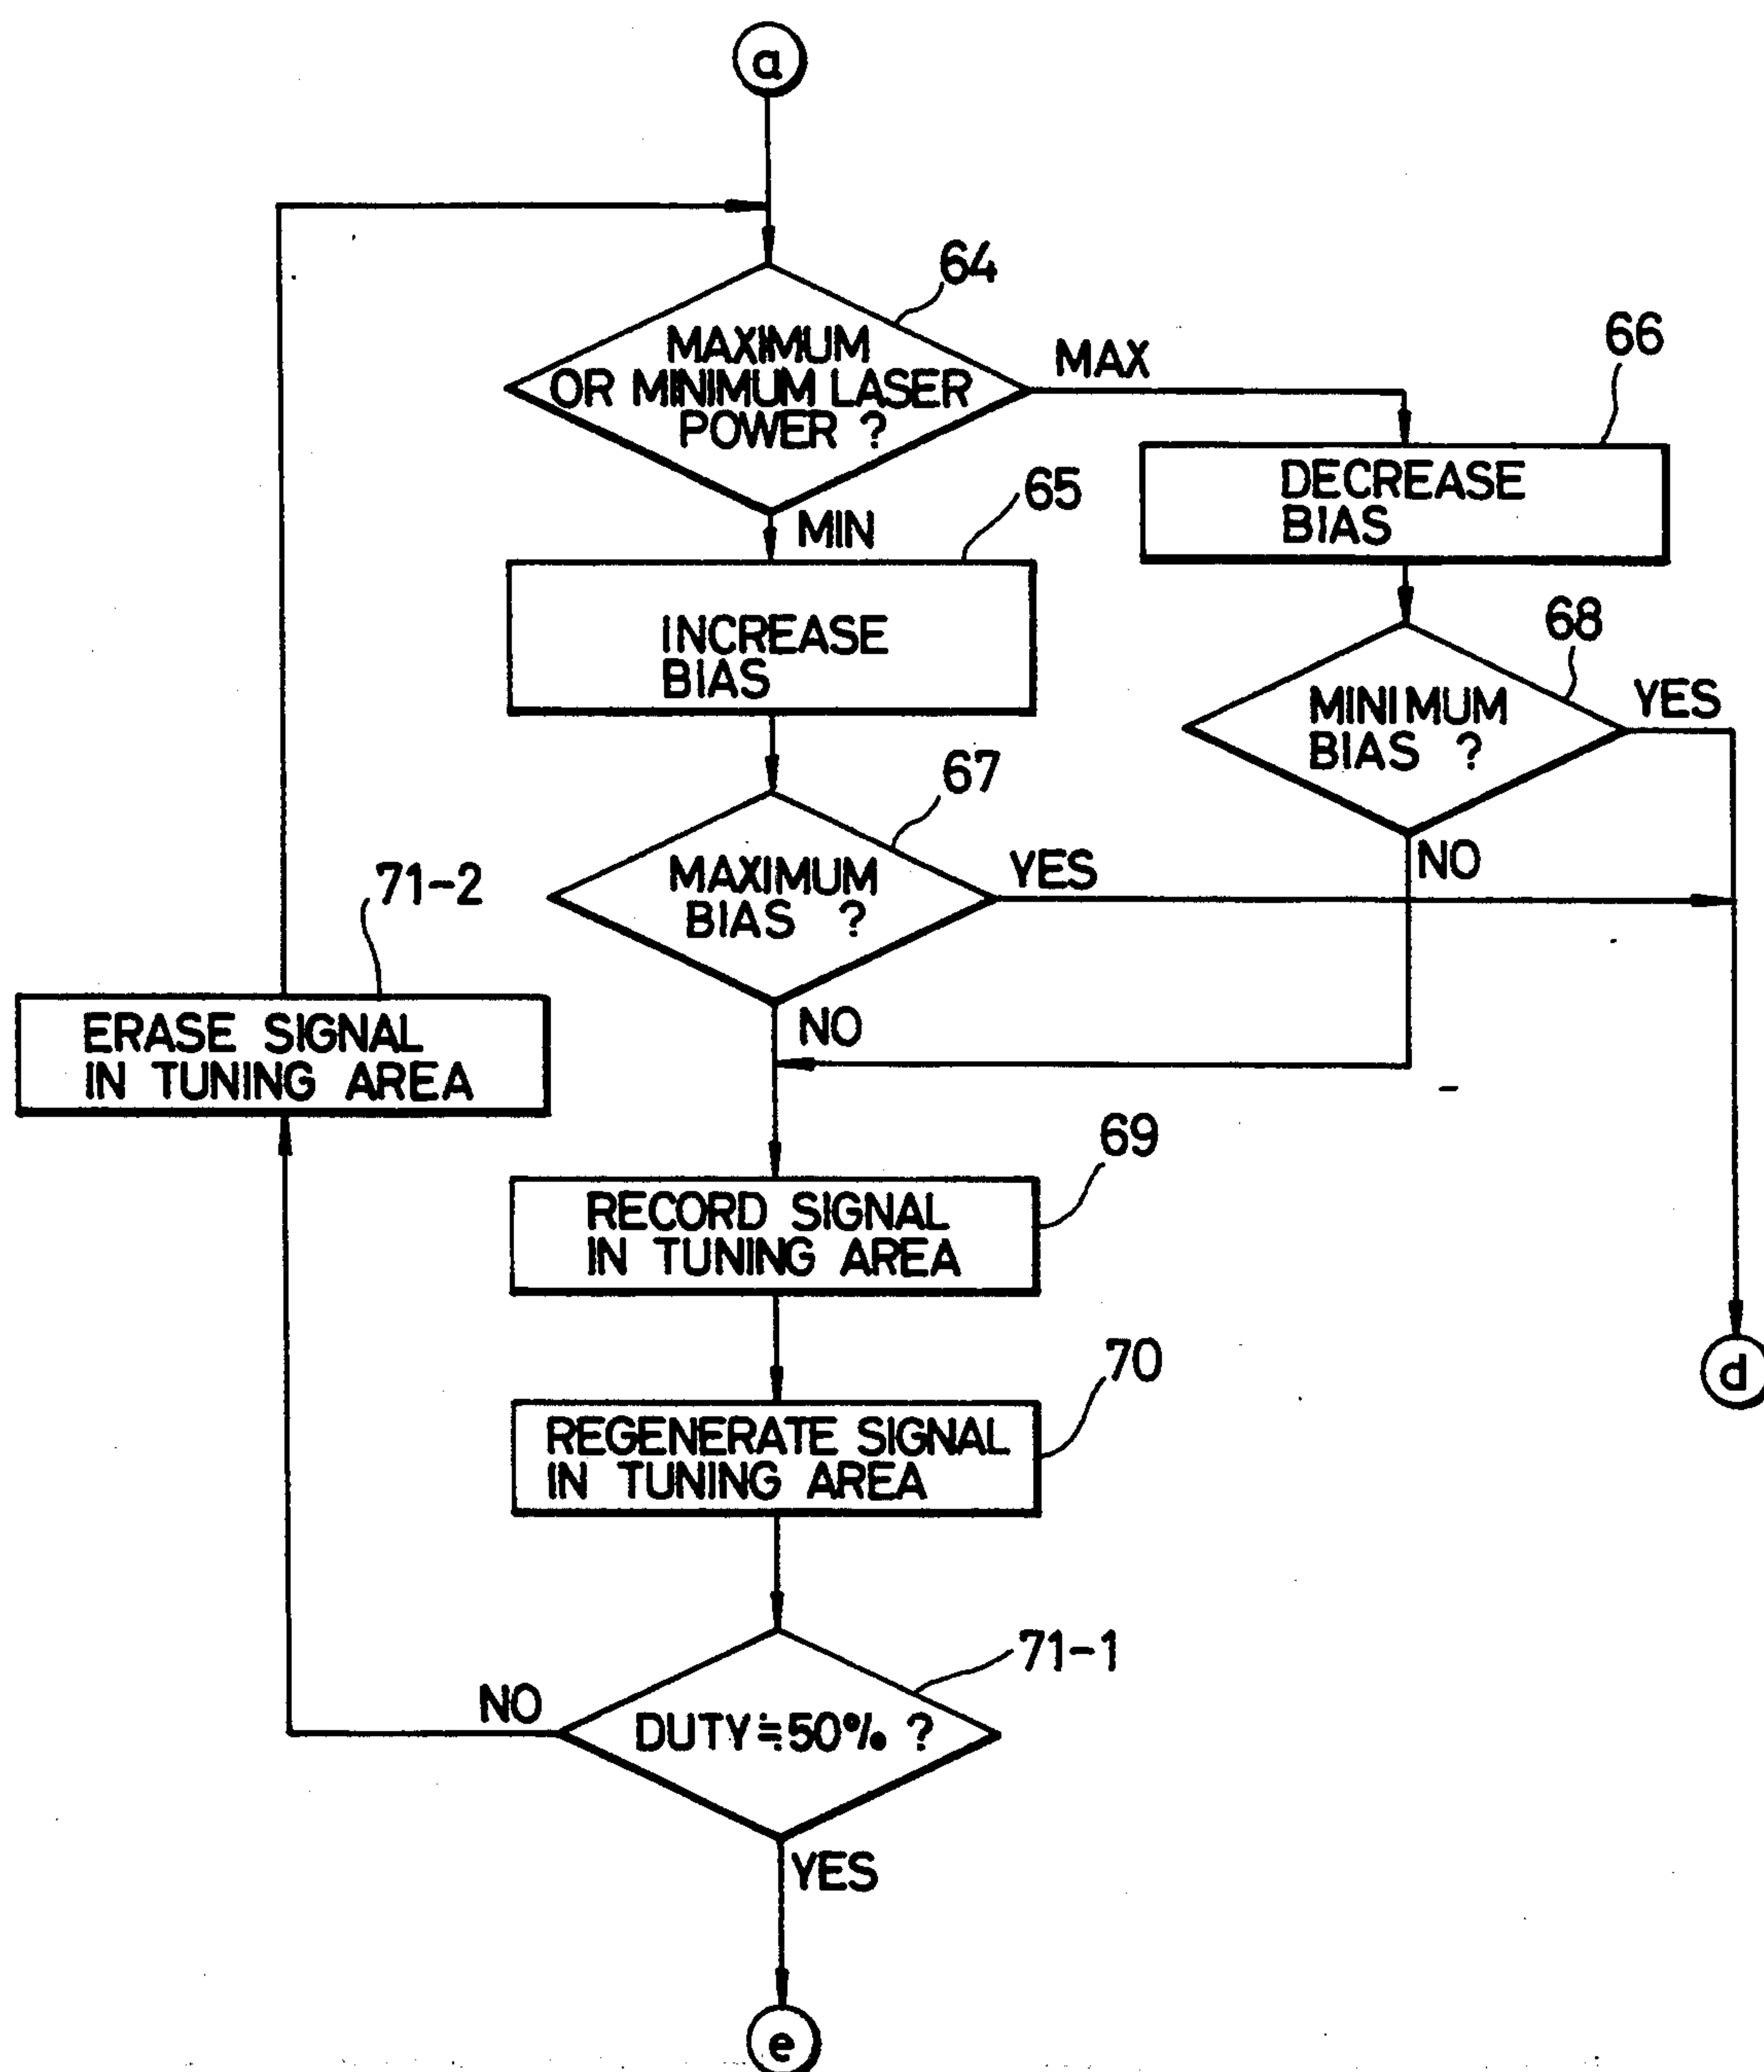 a
64
MAXIMUM
OR MINIMUM LASER
POWER ?
MAX
66
DECREASE
BIAS
MIN
65
INCREASE
BIAS
68
MINIMUM
BIAS ?
YES
NO
67
MAXIMUM
BIAS ?
YES
NO
71-2
ERASE SIGNAL
IN TUNING AREA
69
RECORD SIGNAL
IN TUNING AREA
d
70
REGENERATE SIGNAL
IN TUNING AREA
71-1
DUTY≒50% ?
NO
YES
e